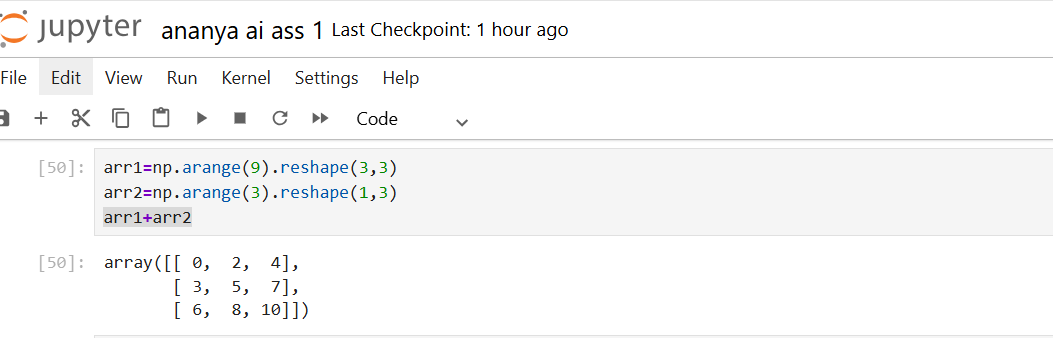 jupyter ananya ai ass 1 Last Checkpoint: 1 hour ago
File Edit View Run Kernel Settings Help
Code
[50]: arr1=np.arange(9).reshape(3,3)
arr2=np.arange(3).reshape(1,3)
arr1+arr2
[50]: array([[ 0,  2,  4],
       [ 3,  5,  7],
       [ 6,  8, 10]])